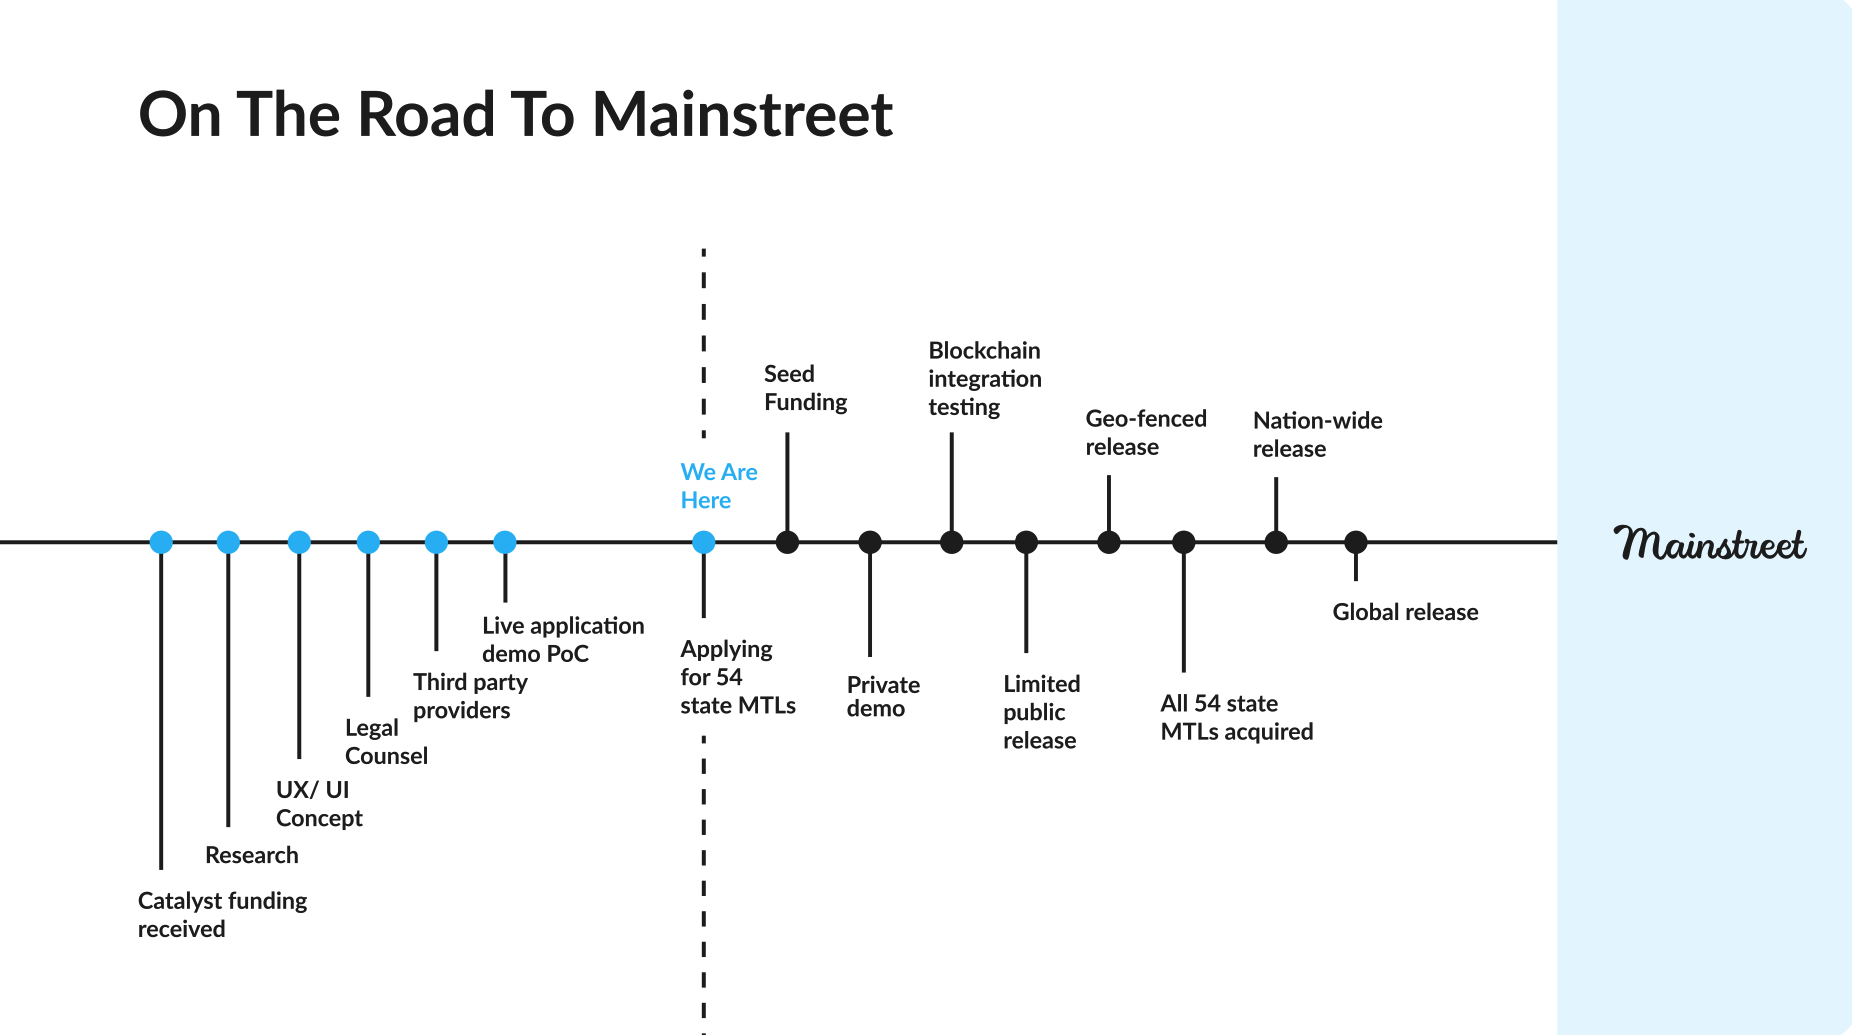 On The Road To Mainstreet
We Are
Here
Seed
Funding
Blockchain
integration
testing
Geo-fenced
release
Nation-wide
release
Catalyst funding
received
Research
UX/ UI
Concept
Legal
Counsel
Third party
providers
Live application
demo PoC
Applying
for 54
state MTLs
Private
demo
Limited
public
release
All 54 state
MTLs acquired
Global release
Mainstreet